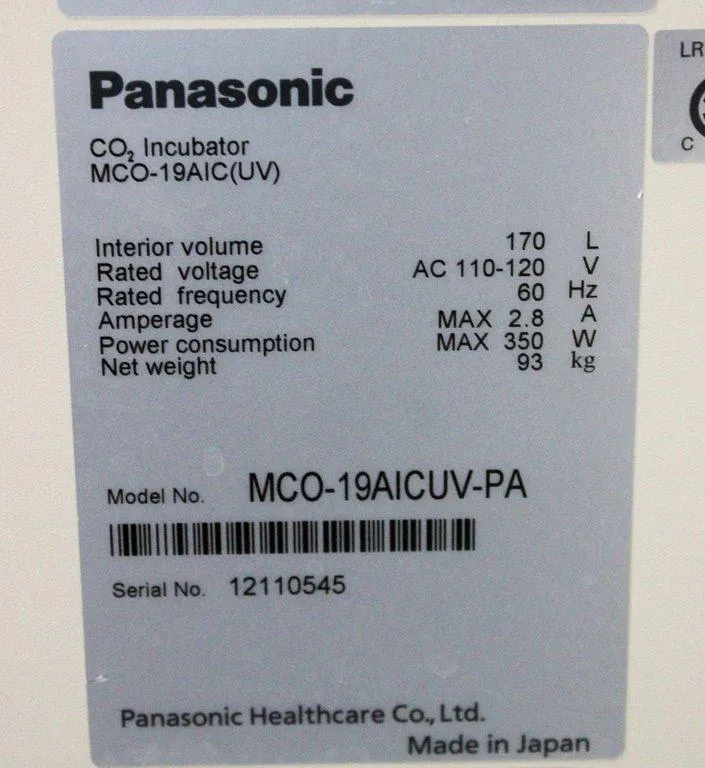 Panasonic
CO₂ Incubator
MCO-19AIC(UV)
Interior volume 170 L
Rated voltage AC 110-120 V
Rated frequency 60 Hz
Amperage MAX 2.8 A
Power consumption MAX 350 W
Net weight 93 kg
Model No. MCO-19AICUV-PA
Serial No. 12110545
Panasonic Healthcare Co., Ltd.
Made in Japan
LR
C